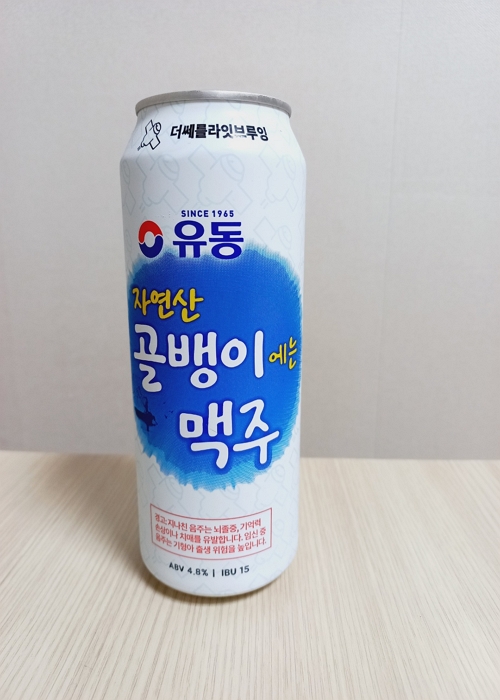 더쎄를라잇브루잉
SINCE 1965
유동
자연산
골뱅이에는
맥주
경고: 지나친 음주는 뇌졸중, 기억력
손상이나 치매를 유발합니다. 임신 중
음주는 기형아 출생 위험을 높입니다.
ABV 4.8% | IBU 15